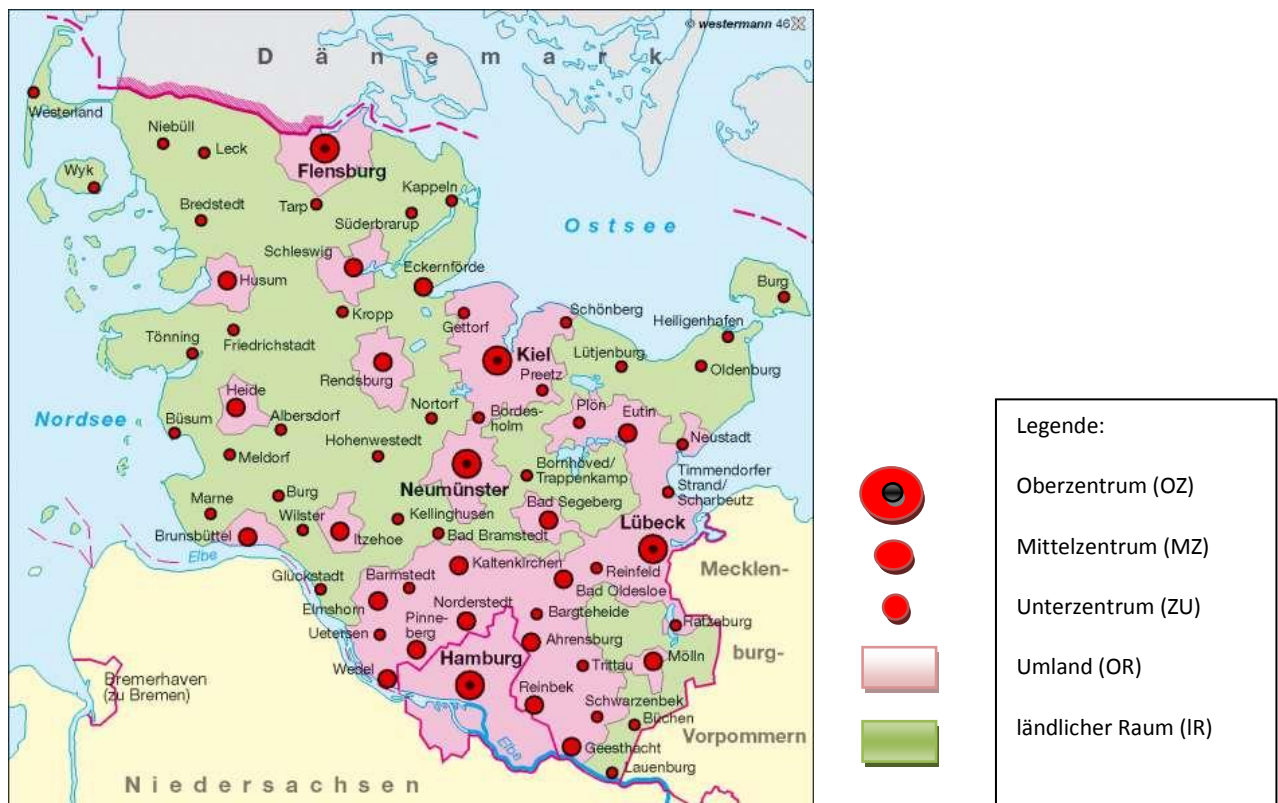 © westermann 46
D ä n e m a r k
Westerland
Niebüll
Leck
Flensburg
Wyk
Kappeln
Tarp
Bredstedt
Süderbrarup
Ostsee
Schleswig
Eckernförde
Husum
Burg
Kropp
Schönberg
Gettorf
Heiligenhafen
Tönning
Friedrichstadt
Kiel
Lütjenburg
Oldenburg
Rendsburg
Preetz
Heide
Nordsee
Büsum
Albersdorf
Nortorf
Bordes-
holm
Plön
Eutin
Neustadt
Hohenwestedt
Meldorf
Bornhöved/
Trappenkamp
Timmendorfer
Strand/
Scharbeutz
Neumünster
Burg
Marne
Wilster
Kellinghusen
Bad Segeberg
Lübeck
Brunsbüttel
Itzehoe
Bad Bramstedt
Elbe
Kaltenkirchen
Reinfeld
Mecklen-
Glückstadt
Barmstedt
Bad Oldesloe
Elmshorn
Norderstedt
Bargteheide
Pinne-
berg
Ratzeburg
Uetersen
Ahrensburg
burg-
Wedel
Hamburg
Trittau
Mölln
Bremerhaven
(zu Bremen)
Reinbek
Schwarzenbek
Büchen
Vorpommern
Elbe
Geesthacht
Lauenburg
N i e d e r s a c h s e n
Legende:
Oberzentrum (OZ)
Mittelzentrum (MZ)
Unterzentrum (ZU)
Umland (OR)
ländlicher Raum (lR)